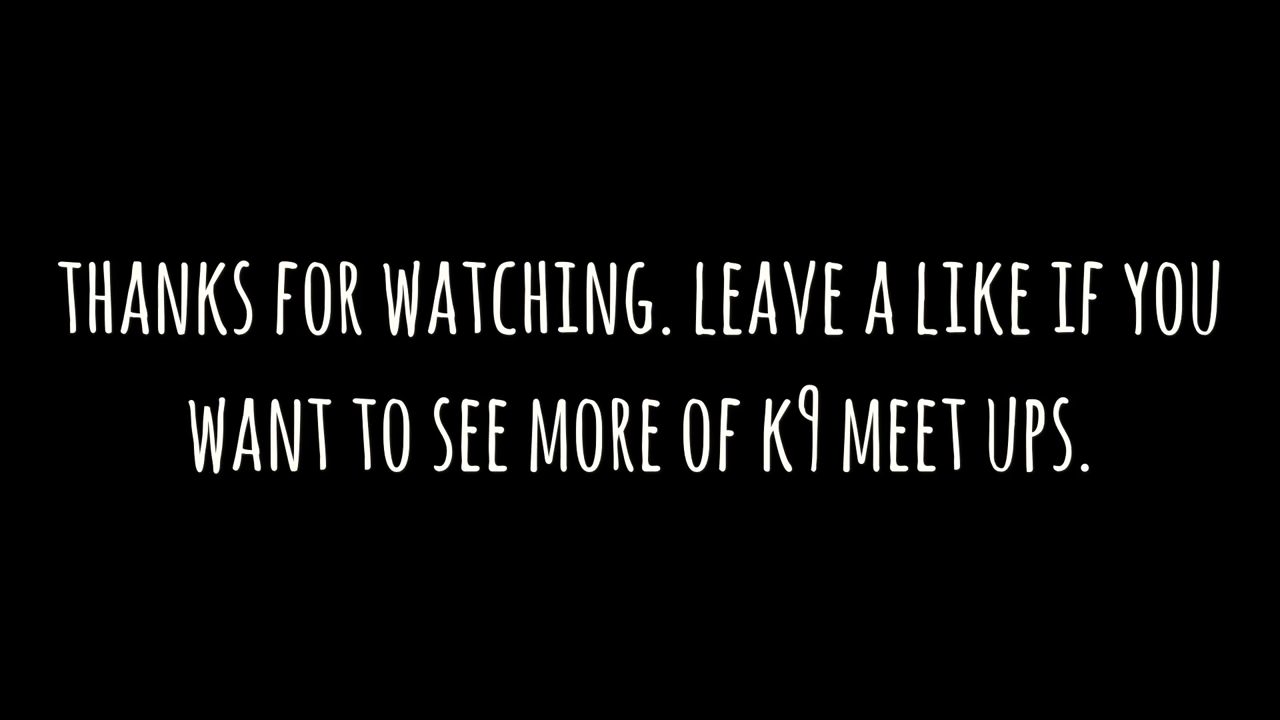 THANKS FOR WATCHING. LEAVE A LIKE IF YOU
WANT TO SEE MORE OF K9 MEET UPS.